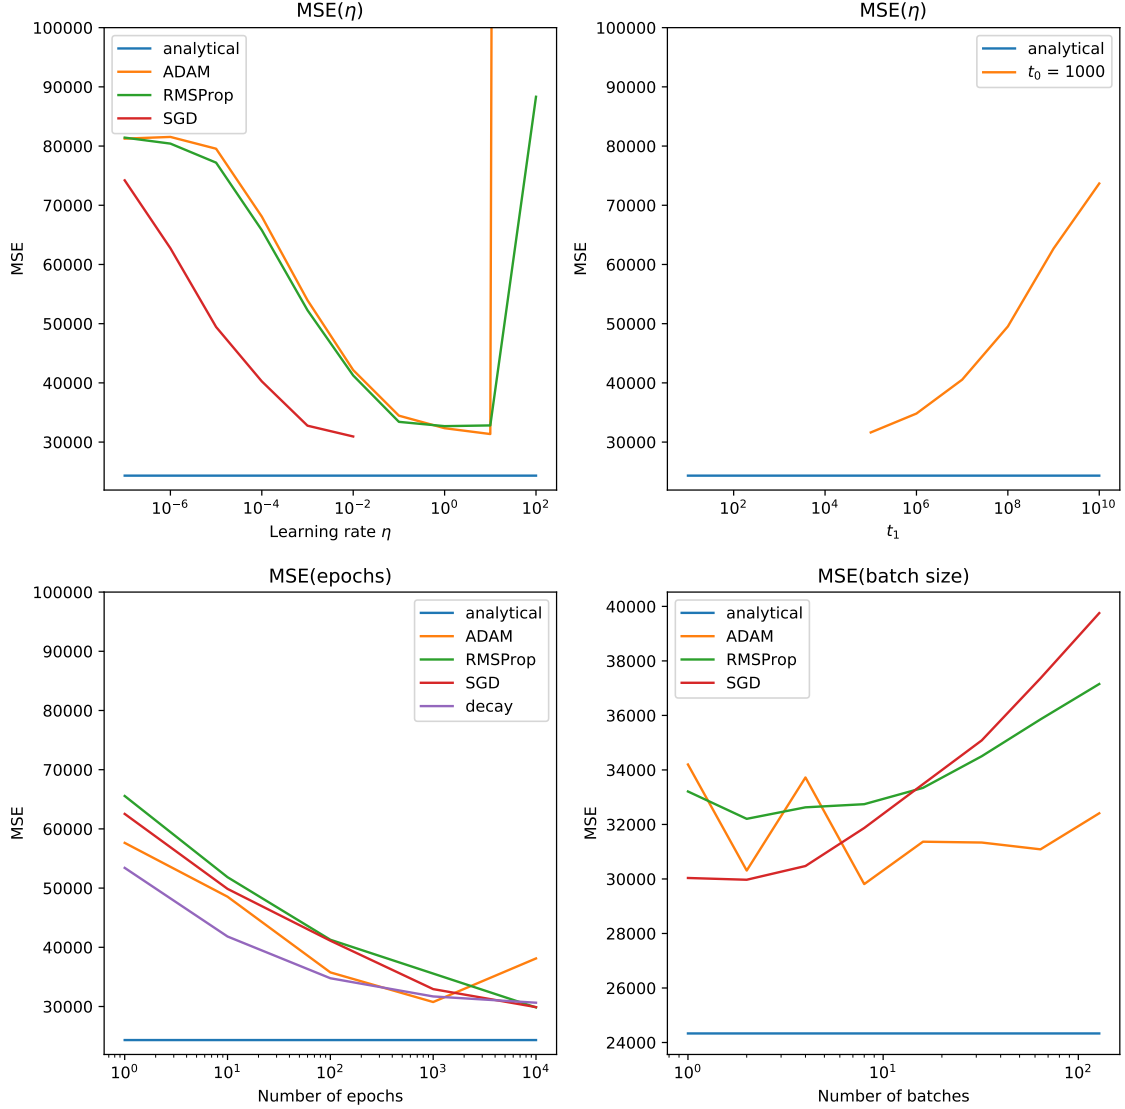 MSE(η)
100000
90000
80000
70000
60000
50000
40000
30000
MSE
analytical
ADAM
RMSProp
SGD
10⁻⁶
10⁻⁴
10⁻²
10⁰
10²
Learning rate η
MSE(η)
100000
90000
80000
70000
60000
50000
40000
30000
MSE
analytical
t₀ = 1000
10²
10⁴
10⁶
10⁸
10¹⁰
t₁
MSE(epochs)
100000
90000
80000
70000
60000
50000
40000
30000
MSE
analytical
ADAM
RMSProp
SGD
decay
10⁰
10¹
10²
10³
10⁴
Number of epochs
MSE(batch size)
40000
38000
36000
34000
32000
30000
28000
26000
24000
MSE
analytical
ADAM
RMSProp
SGD
10⁰
10¹
10²
Number of batches